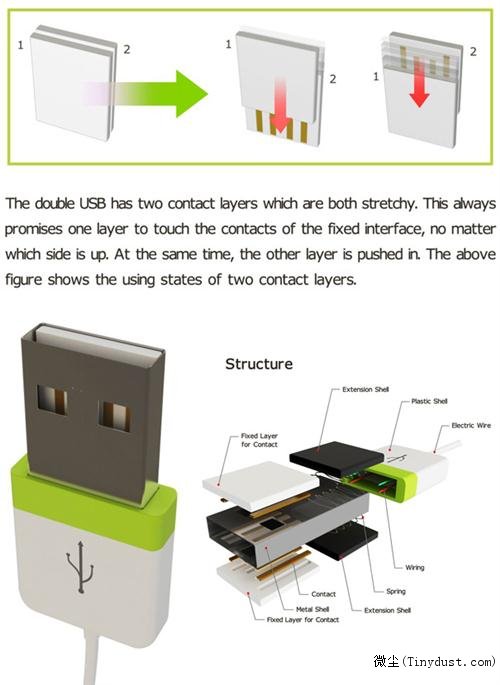 1
2
1
2
1
2
The double USB has two contact layers which are both stretchy. This always
promises one layer to touch the contacts of the fixed interface, no matter
which side is up. At the same time, the other layer is pushed in. The above
figure shows the using states of two contact layers.
Structure
Extension Shell
Plastic Shell
Electric Wire
Fixed Layer
for Contact
Wiring
Spring
Contact
Extension Shell
Metal Shell
Fixed Layer for Contact
微尘(Tinydust.com)